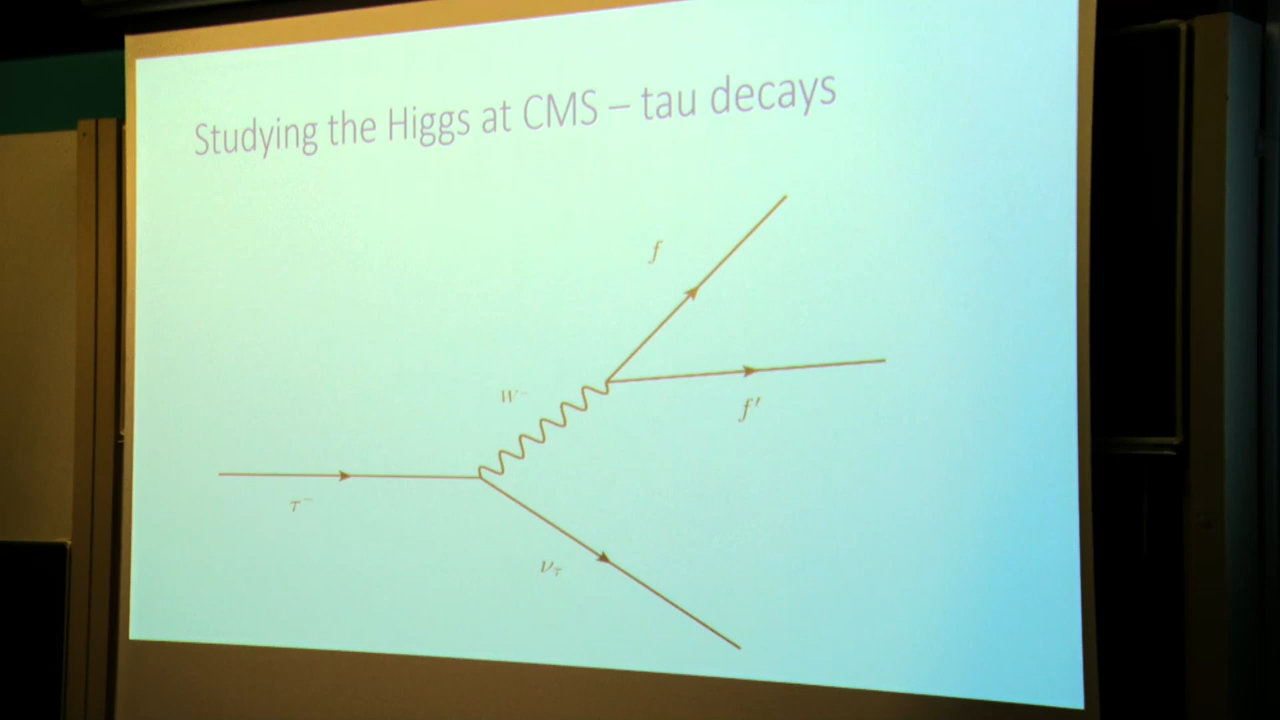 Studying the Higgs at CMS – tau decays
f
W⁻
f′
τ⁻
ν_τ